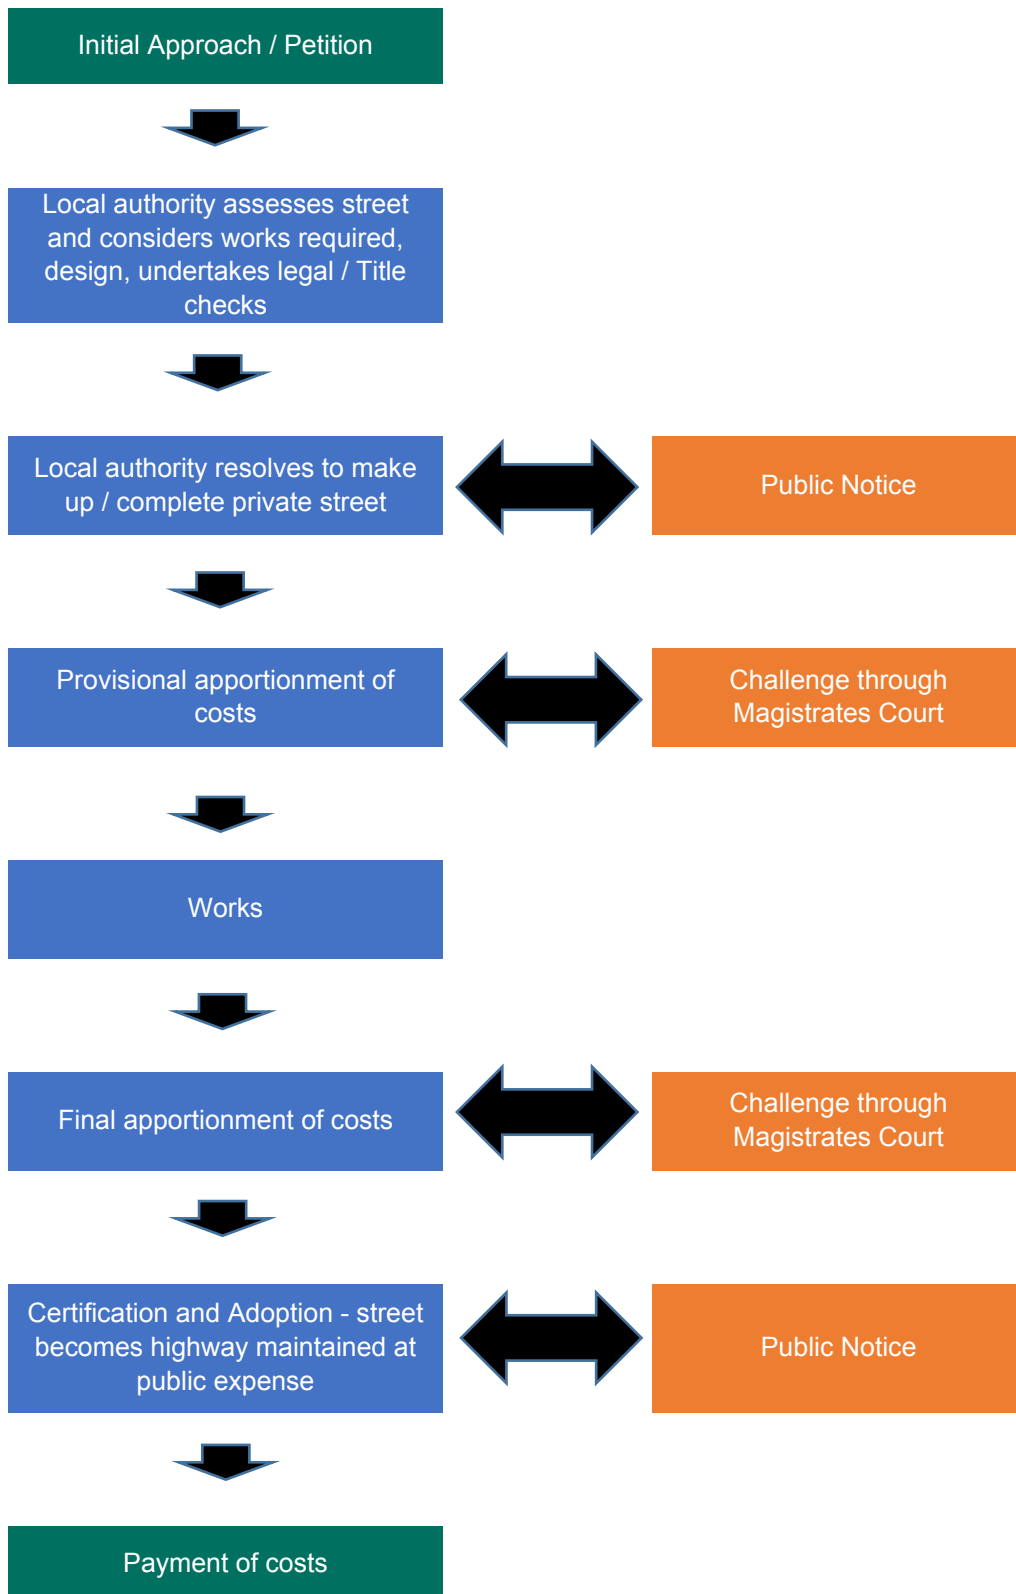 Initial Approach / Petition
Local authority assesses street
and considers works required,
design, undertakes legal / Title
checks
Local authority resolves to make
up / complete private street
Public Notice
Provisional apportionment of
costs
Challenge through
Magistrates Court
Works
Final apportionment of costs
Challenge through
Magistrates Court
Certification and Adoption - street
becomes highway maintained at
public expense
Public Notice
Payment of costs